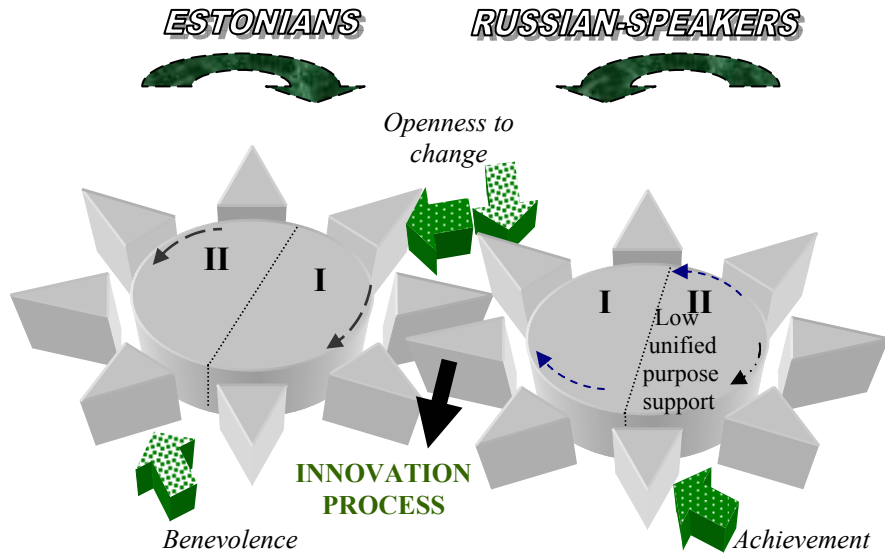 ESTONIANS
RUSSIAN-SPEAKERS
Openness to
change
II
I
I
II
Low
unified
purpose
support
INNOVATION
PROCESS
Benevolence
Achievement